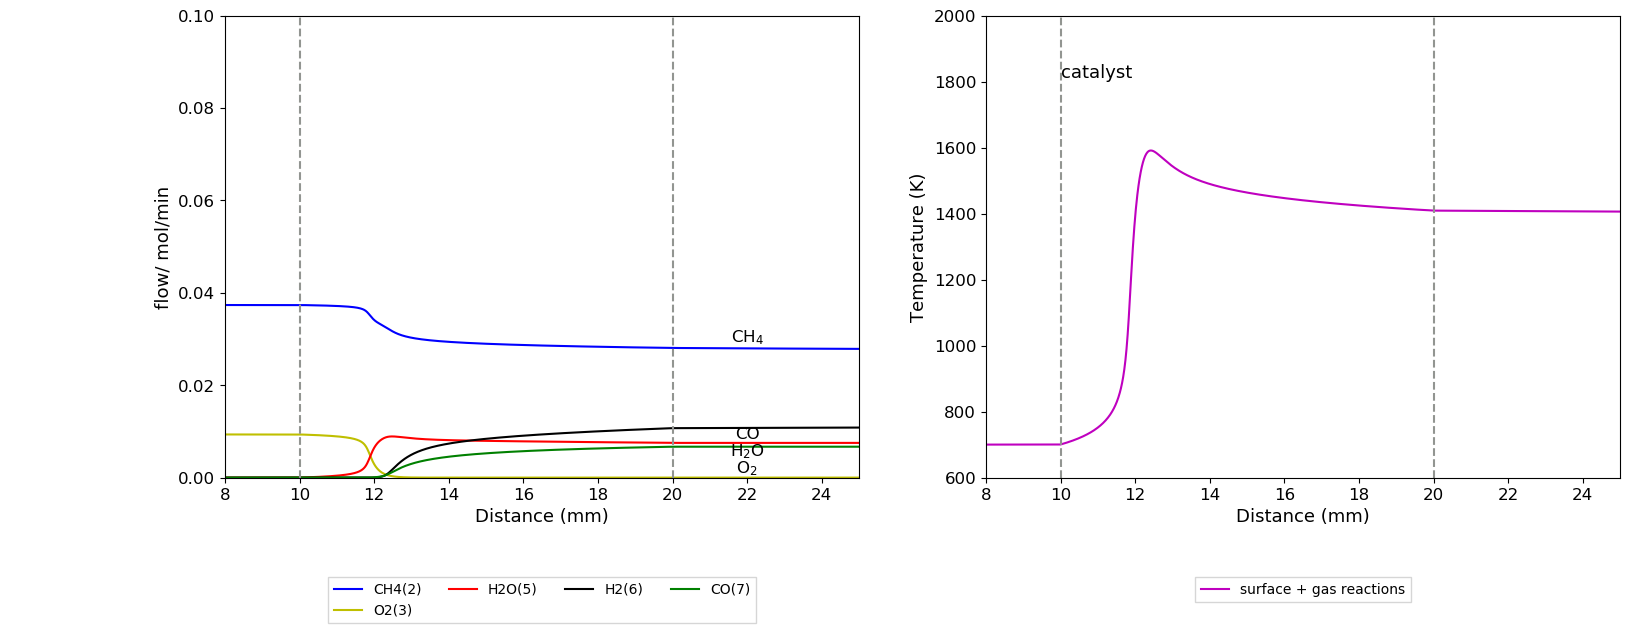 0.10
0.08
0.06
0.04
0.02
0.00
flow/ mol/min
CH₄
CO
H₂O
O₂
8 10 12 14 16 18 20 22 24
Distance (mm)
CH4(2) H2O(5) H2(6) CO(7)
O2(3)
2000
1800
1600
1400
1200
1000
800
600
Temperature (K)
catalyst
8 10 12 14 16 18 20 22 24
Distance (mm)
surface + gas reactions